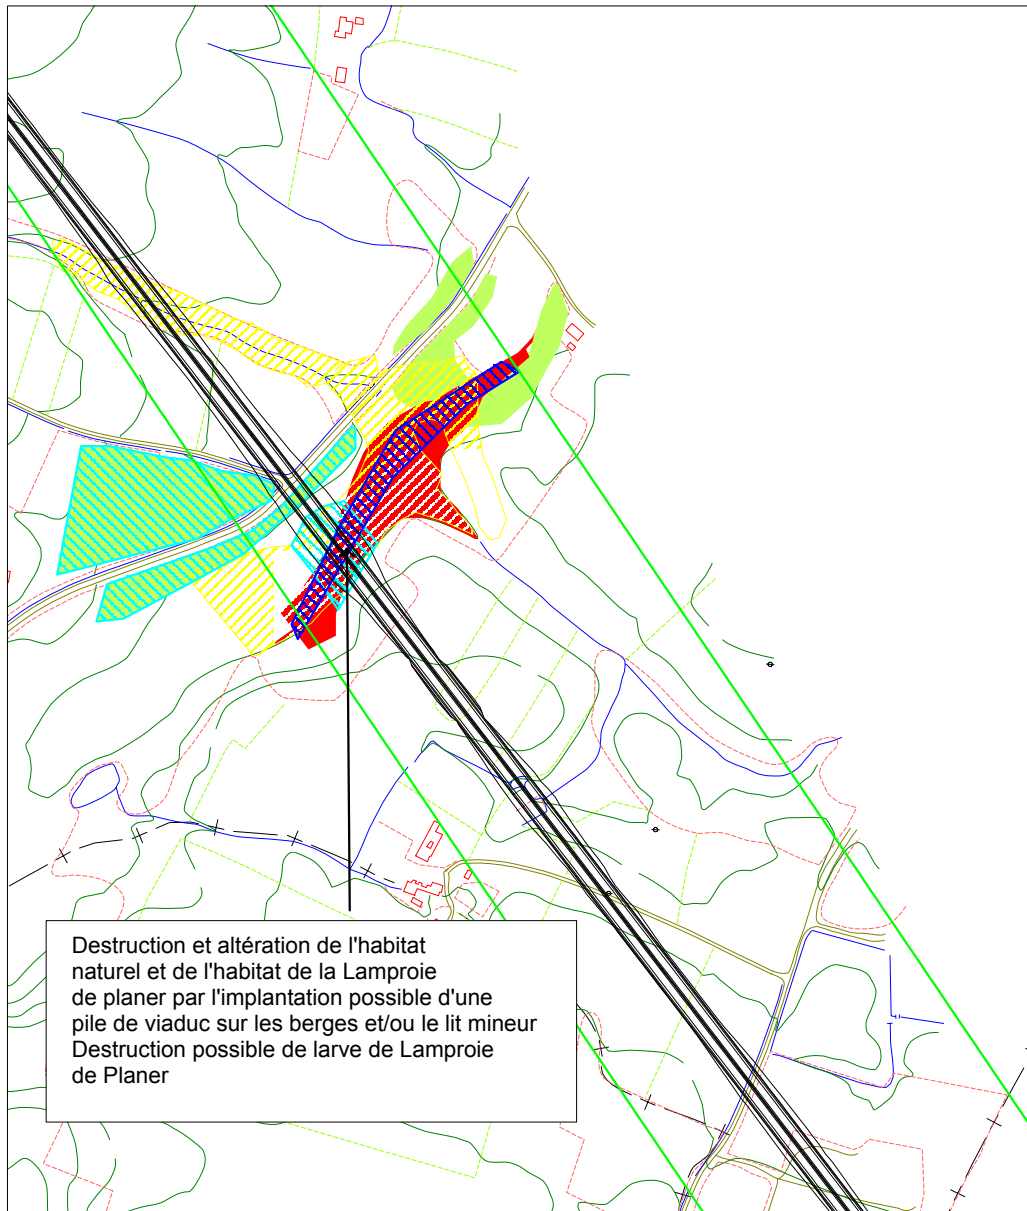 Destruction et altération de l'habitat
naturel et de l'habitat de la Lamproie
de planer par l'implantation possible d'une
pile de viaduc sur les berges et/ou le lit mineur
Destruction possible de larve de Lamproie
de Planer